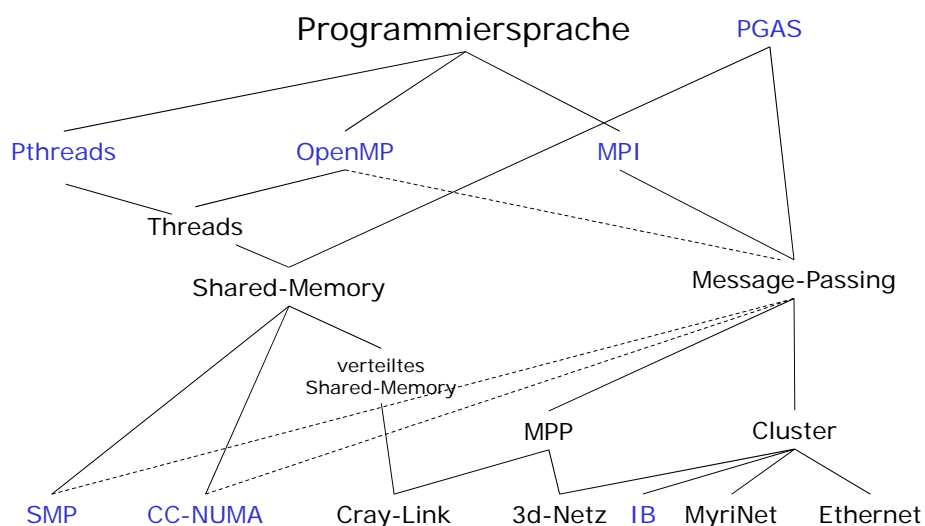 Programmiersprache
PGAS
Pthreads
OpenMP
MPI
Threads
Shared-Memory
Message-Passing
verteiltes
Shared-Memory
MPP
Cluster
SMP
CC-NUMA
Cray-Link
3d-Netz
IB
MyriNet
Ethernet